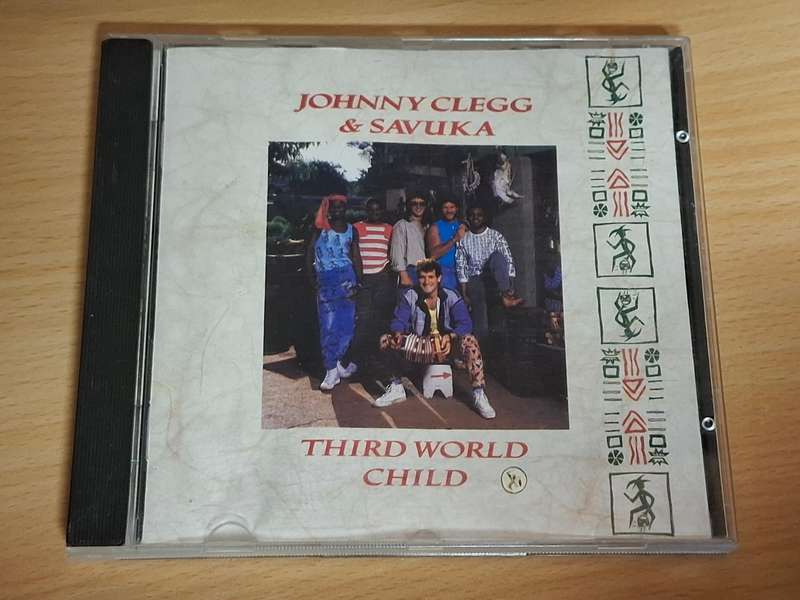 JOHNNY CLEGG
& SAVUKA
THIRD WORLD
CHILD